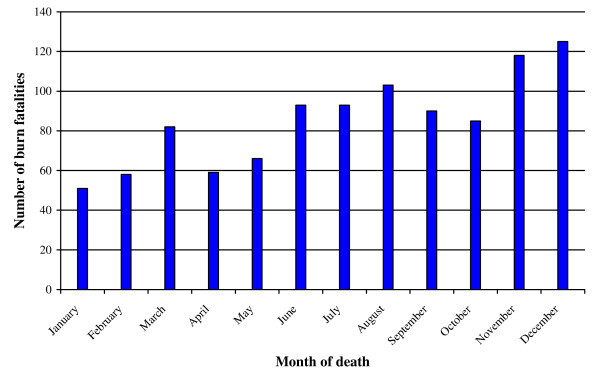 Number of burn fatalities
140
120
100
80
60
40
20
0
January
February
March
April
May
June
July
August
September
October
November
December
Month of death